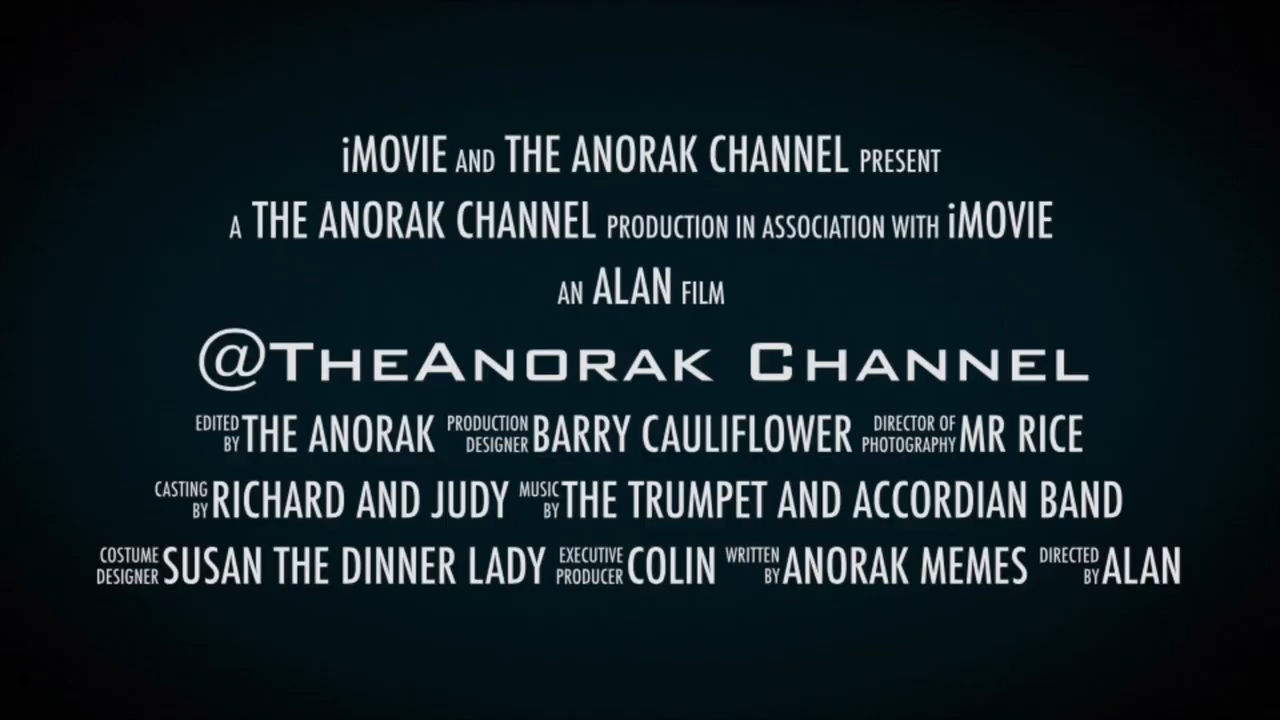 iMOVIE AND THE ANORAK CHANNEL PRESENT
A THE ANORAK CHANNEL PRODUCTION IN ASSOCIATION WITH iMOVIE
AN ALAN FILM
@THEANORAK CHANNEL
EDITED BY THE ANORAK PRODUCTION DESIGNER BARRY CAULIFLOWER DIRECTOR OF PHOTOGRAPHY MR RICE
CASTING BY RICHARD AND JUDY MUSIC BY THE TRUMPET AND ACCORDIAN BAND
COSTUME DESIGNER SUSAN THE DINNER LADY EXECUTIVE PRODUCER COLIN WRITTEN BY ANORAK MEMES DIRECTED BY ALAN